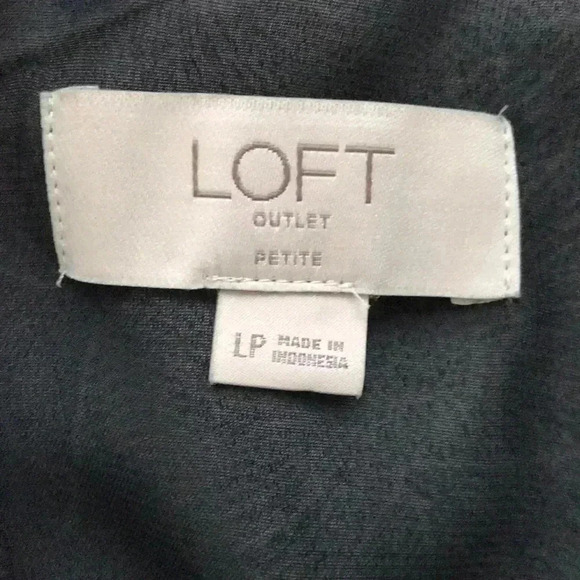 LOFT
OUTLET
PETITE
LP MADE IN
INDONESIA